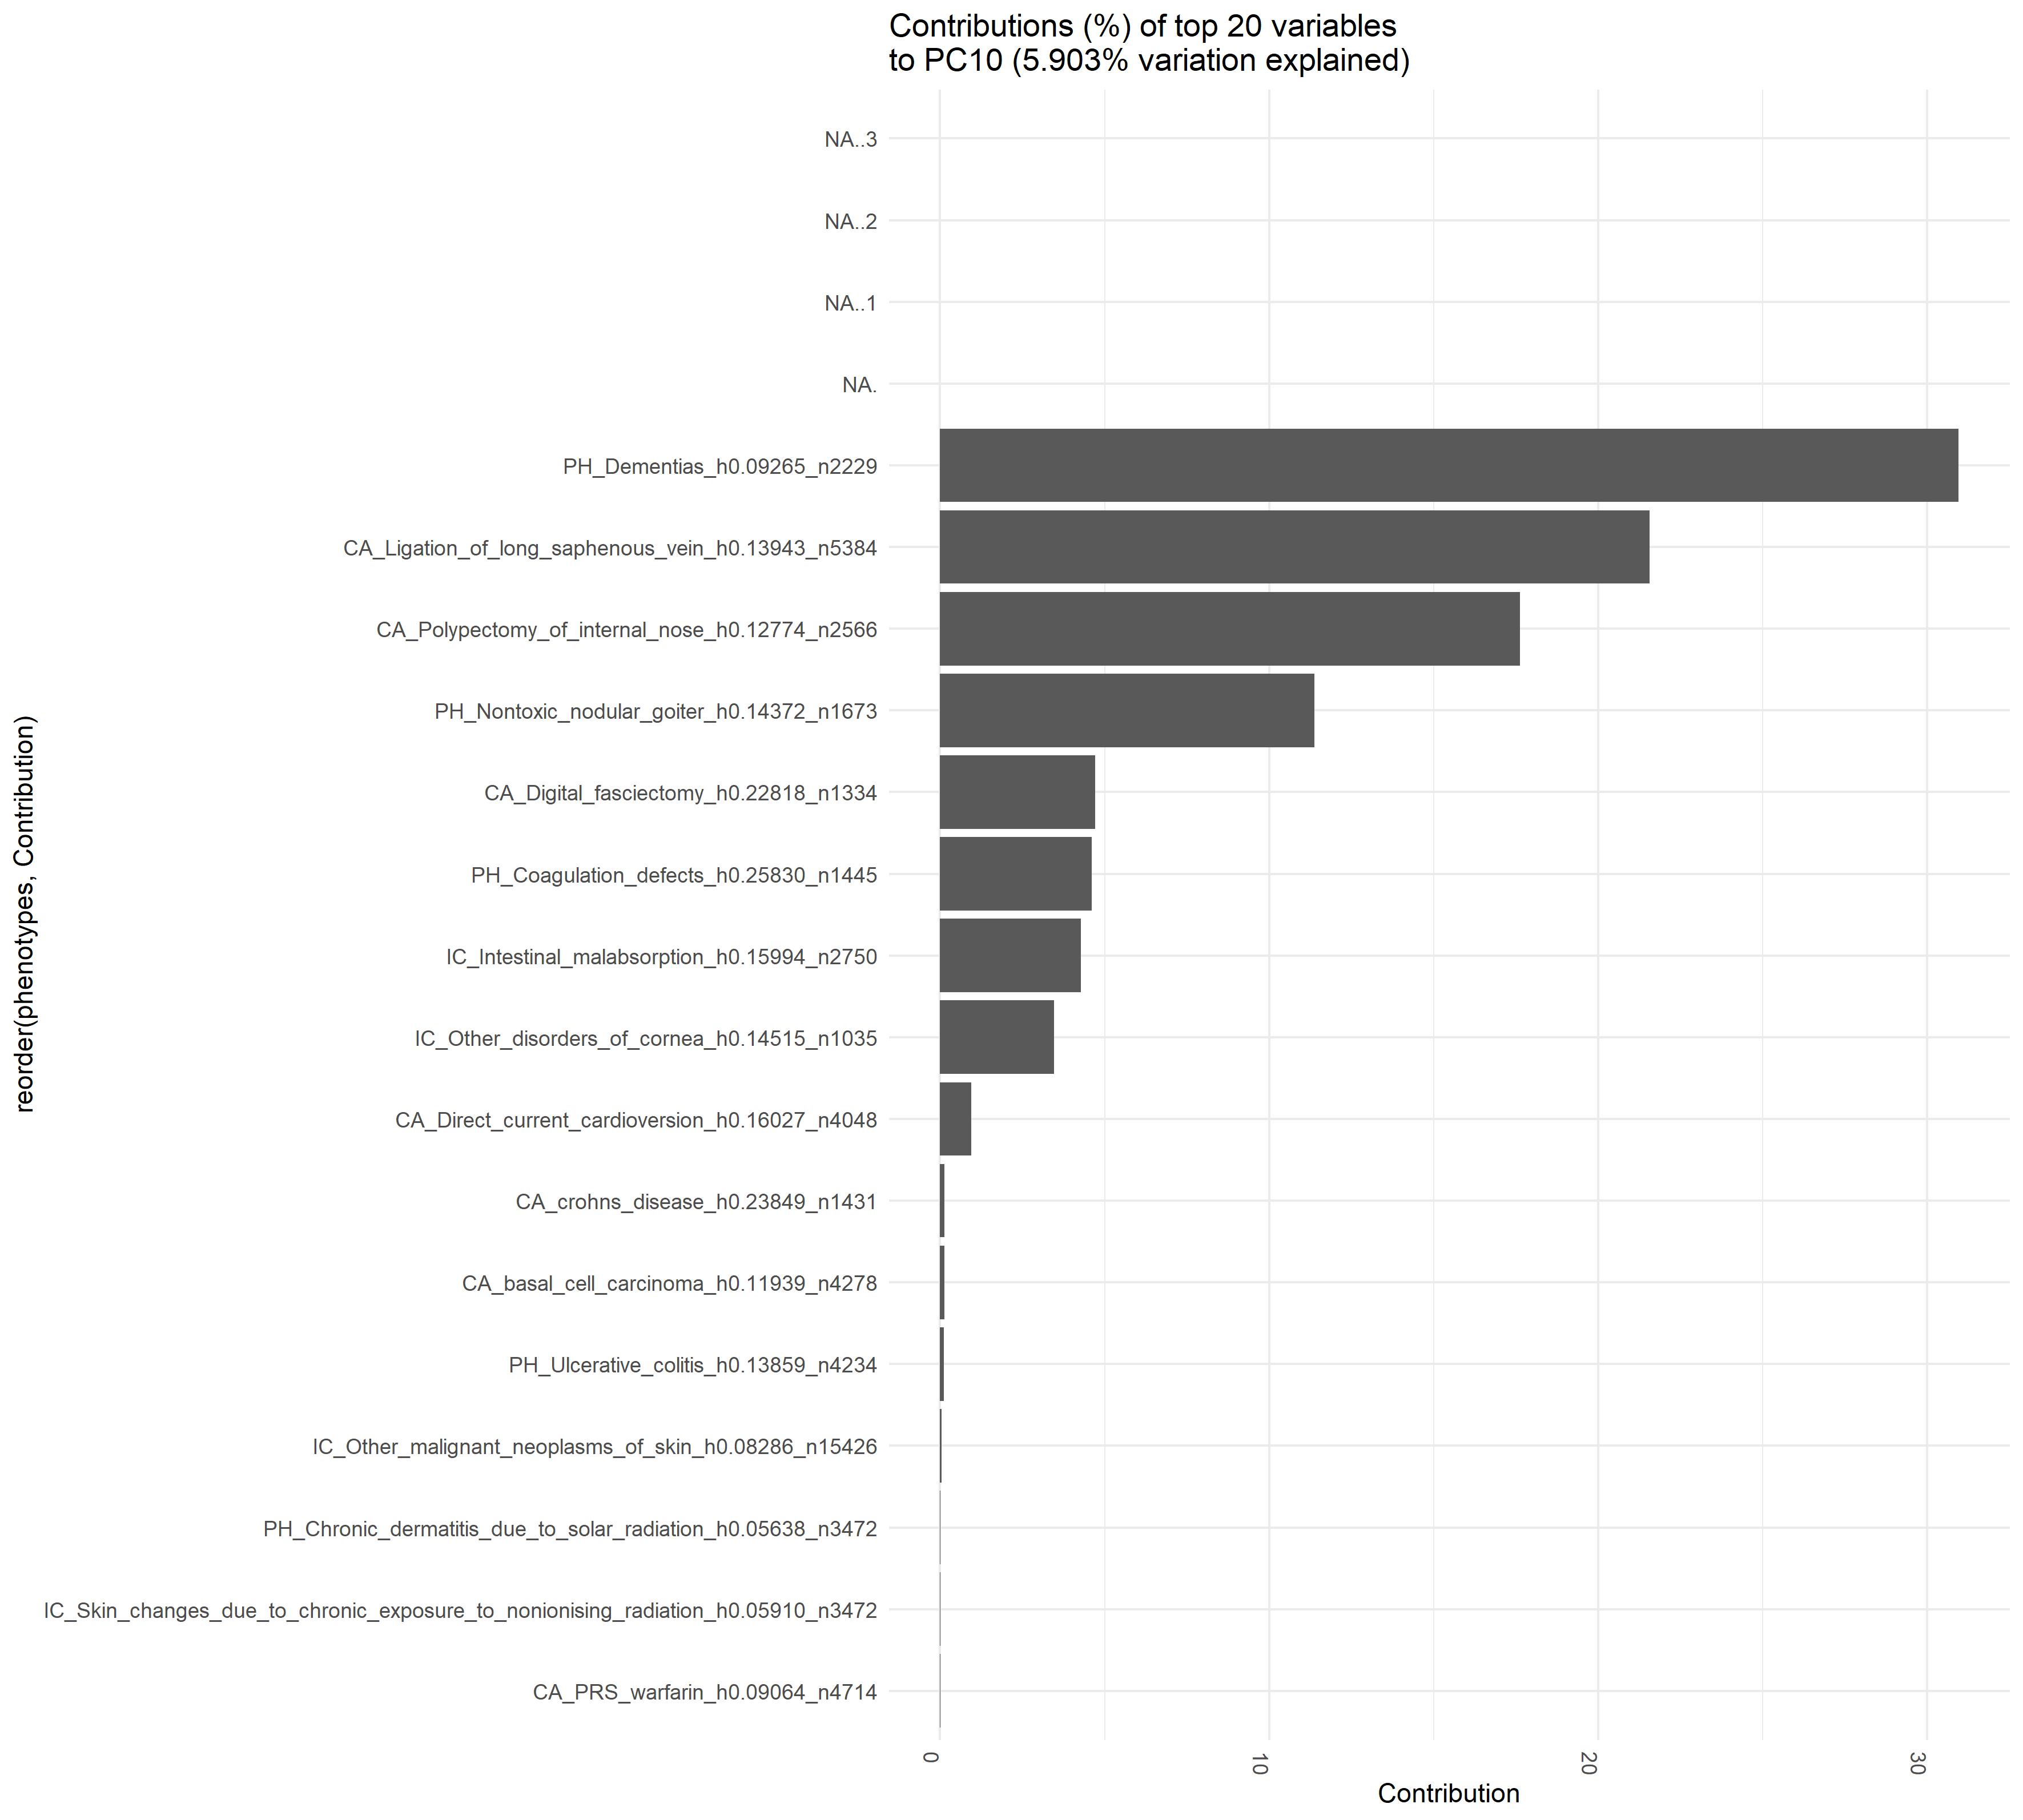 Contributions (%) of top 20 variables
to PC10 (5.903% variation explained)
NA..3
NA..2
NA..1
NA.
PH_Dementias_h0.09265_n2229
CA_Ligation_of_long_saphenous_vein_h0.13943_n5384
CA_Polypectomy_of_internal_nose_h0.12774_n2566
PH_Nontoxic_nodular_goiter_h0.14372_n1673
CA_Digital_fasciectomy_h0.22818_n1334
PH_Coagulation_defects_h0.25830_n1445
IC_Intestinal_malabsorption_h0.15994_n2750
IC_Other_disorders_of_cornea_h0.14515_n1035
CA_Direct_current_cardioversion_h0.16027_n4048
CA_crohns_disease_h0.23849_n1431
CA_basal_cell_carcinoma_h0.11939_n4278
PH_Ulcerative_colitis_h0.13859_n4234
IC_Other_malignant_neoplasms_of_skin_h0.08286_n15426
PH_Chronic_dermatitis_due_to_solar_radiation_h0.05638_n3472
IC_Skin_changes_due_to_chronic_exposure_to_nonionising_radiation_h0.05910_n3472
CA_PRS_warfarin_h0.09064_n4714
reorder(phenotypes, Contribution)
0 10 20 30
Contribution